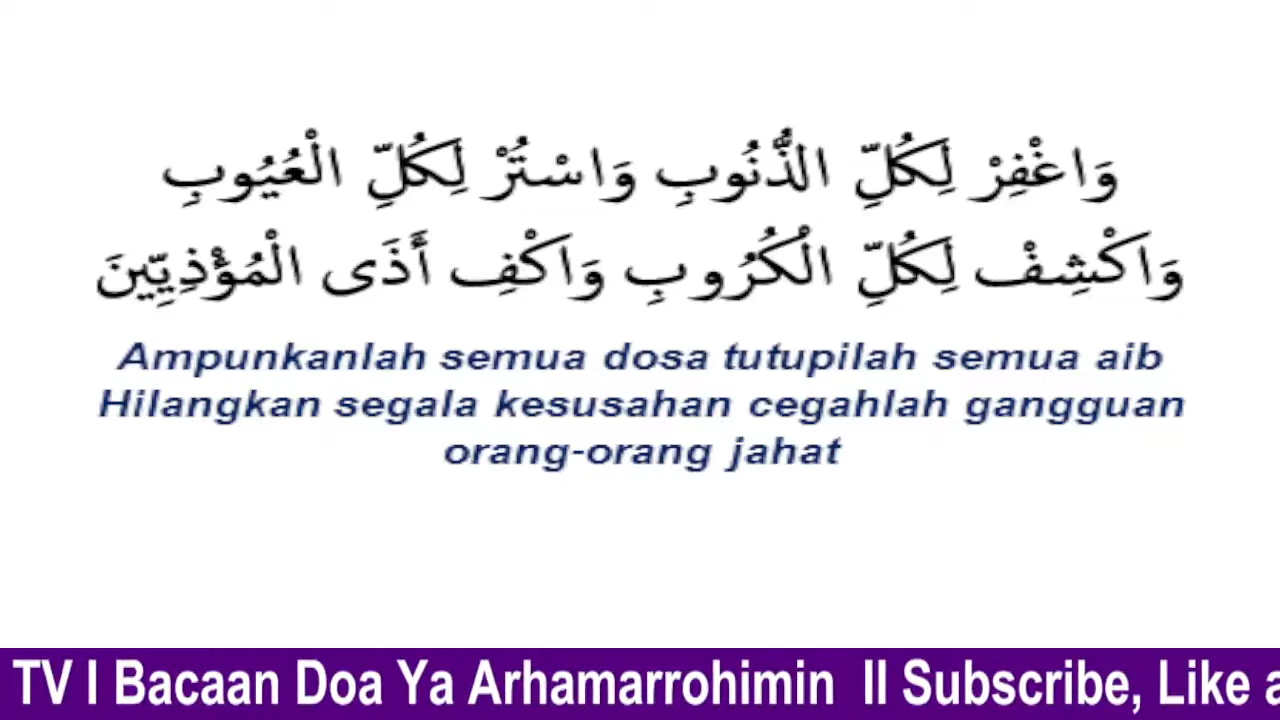 وَاغْفِرْ لِكُلِّ الذُّنُوبِ وَاسْتُرْ لِكُلِّ الْعُيُوبِ
وَاكْشِفْ لِكُلِّ الْكُرُوبِ وَاكْفِ أَذَى الْمُؤْذِيِّينَ
Ampunkanlah semua dosa tutupilah semua aib
Hilangkan segala kesusahan cegahlah gangguan
orang-orang jahat
TV I Bacaan Doa Ya Arhamarrohimin II Subscribe, Like a